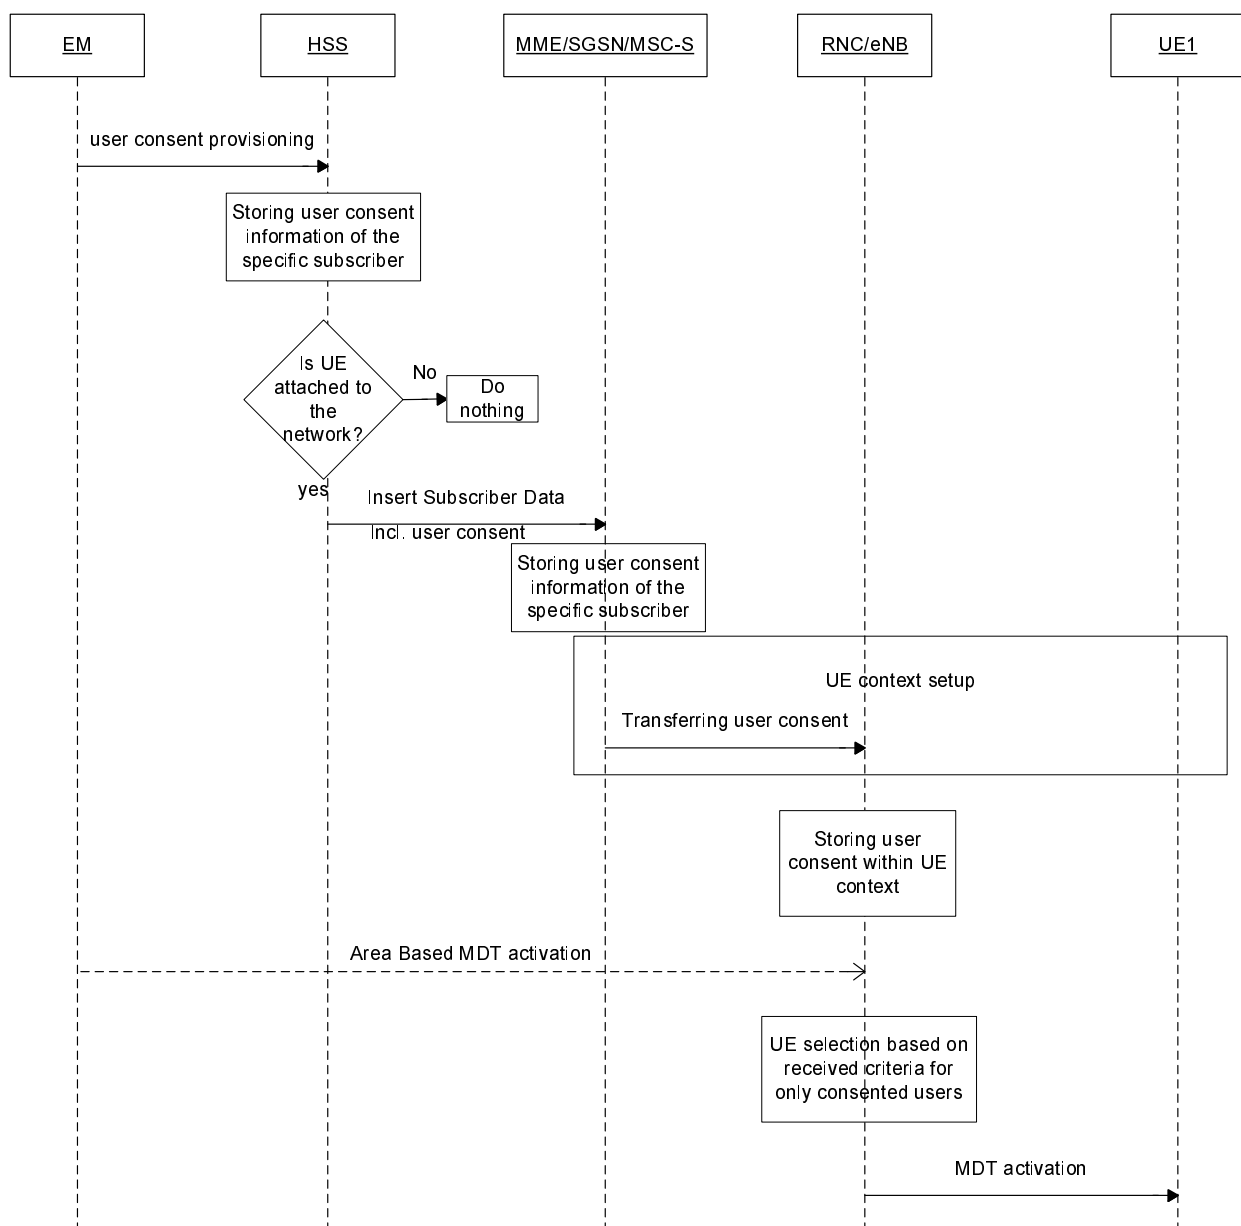 EM
HSS
MME/SGSN/MSC-S
RNC/eNB
UE1
user consent provisioning
Storing user consent
information of the
specific subscriber
Is UE
attached to
the
network?
No
Do
nothing
yes
Insert Subscriber Data
Incl. user consent
Storing user consent
information of the
specific subscriber
UE context setup
Transferring user consent
Storing user
consent within UE
context
Area Based MDT activation
UE selection based on
received criteria for
only consented users
MDT activation